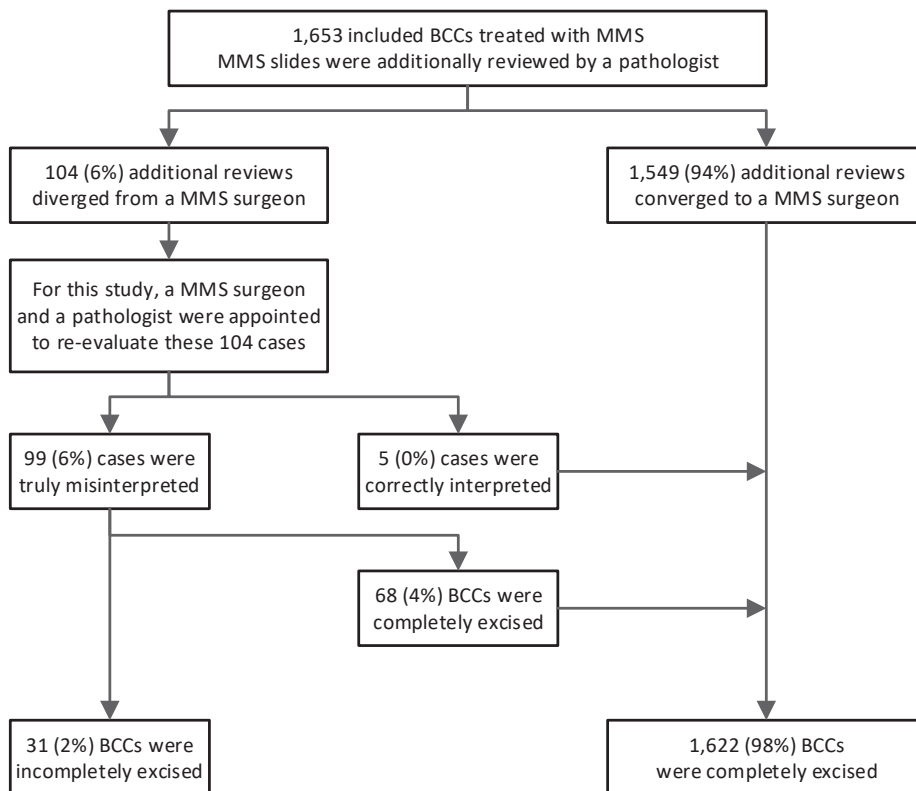 1,653 included BCCs treated with MMS
MMS slides were additionally reviewed by a pathologist
104 (6%) additional reviews
diverged from a MMS surgeon
1,549 (94%) additional reviews
converged to a MMS surgeon
For this study, a MMS surgeon
and a pathologist were appointed
to re-evaluate these 104 cases
99 (6%) cases were
truly misinterpreted
5 (0%) cases were
correctly interpreted
68 (4%) BCCs were
completely excised
31 (2%) BCCs were
incompletely excised
1,622 (98%) BCCs
were completely excised